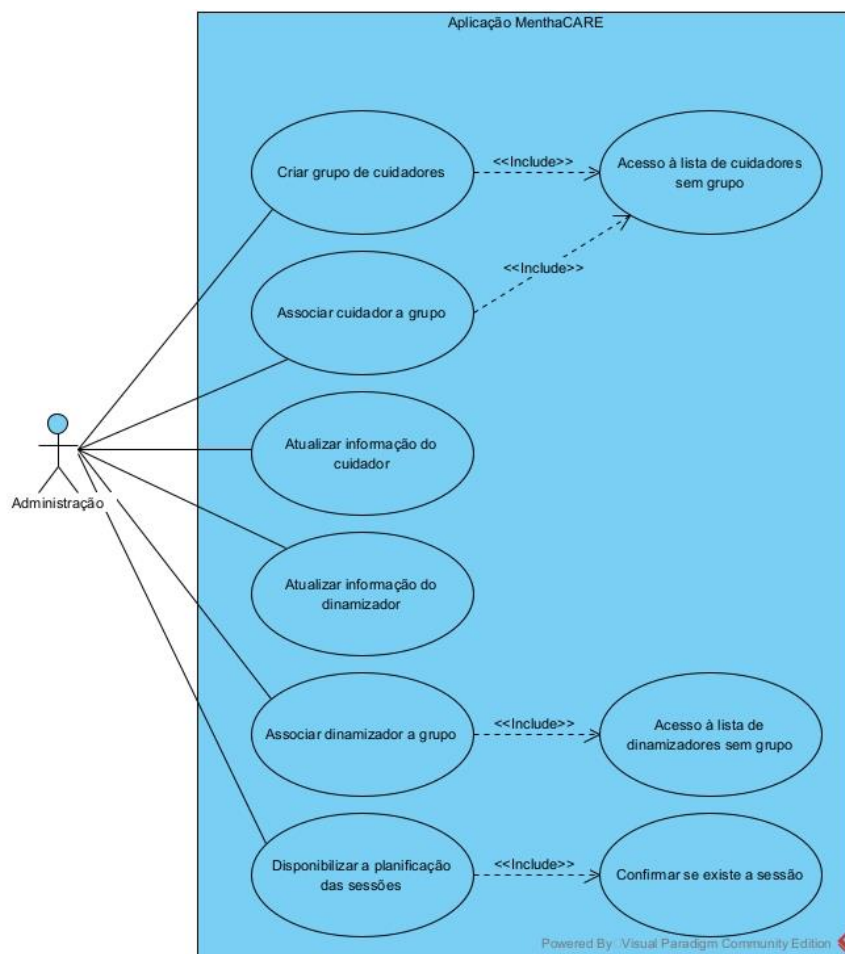 Aplicação MenthaCARE
Criar grupo de cuidadores
<<Include>>
Acesso à lista de cuidadores
sem grupo
<<Include>>
Associar cuidador a grupo
Atualizar informação do
cuidador
Administração
Atualizar informação do
dinamizador
Associar dinamizador a grupo
<<Include>>
Acesso à lista de
dinamizadores sem grupo
Disponibilizar a planificação
das sessões
<<Include>>
Confirmar se existe a sessão
Powered By Visual Paradigm Community Edition